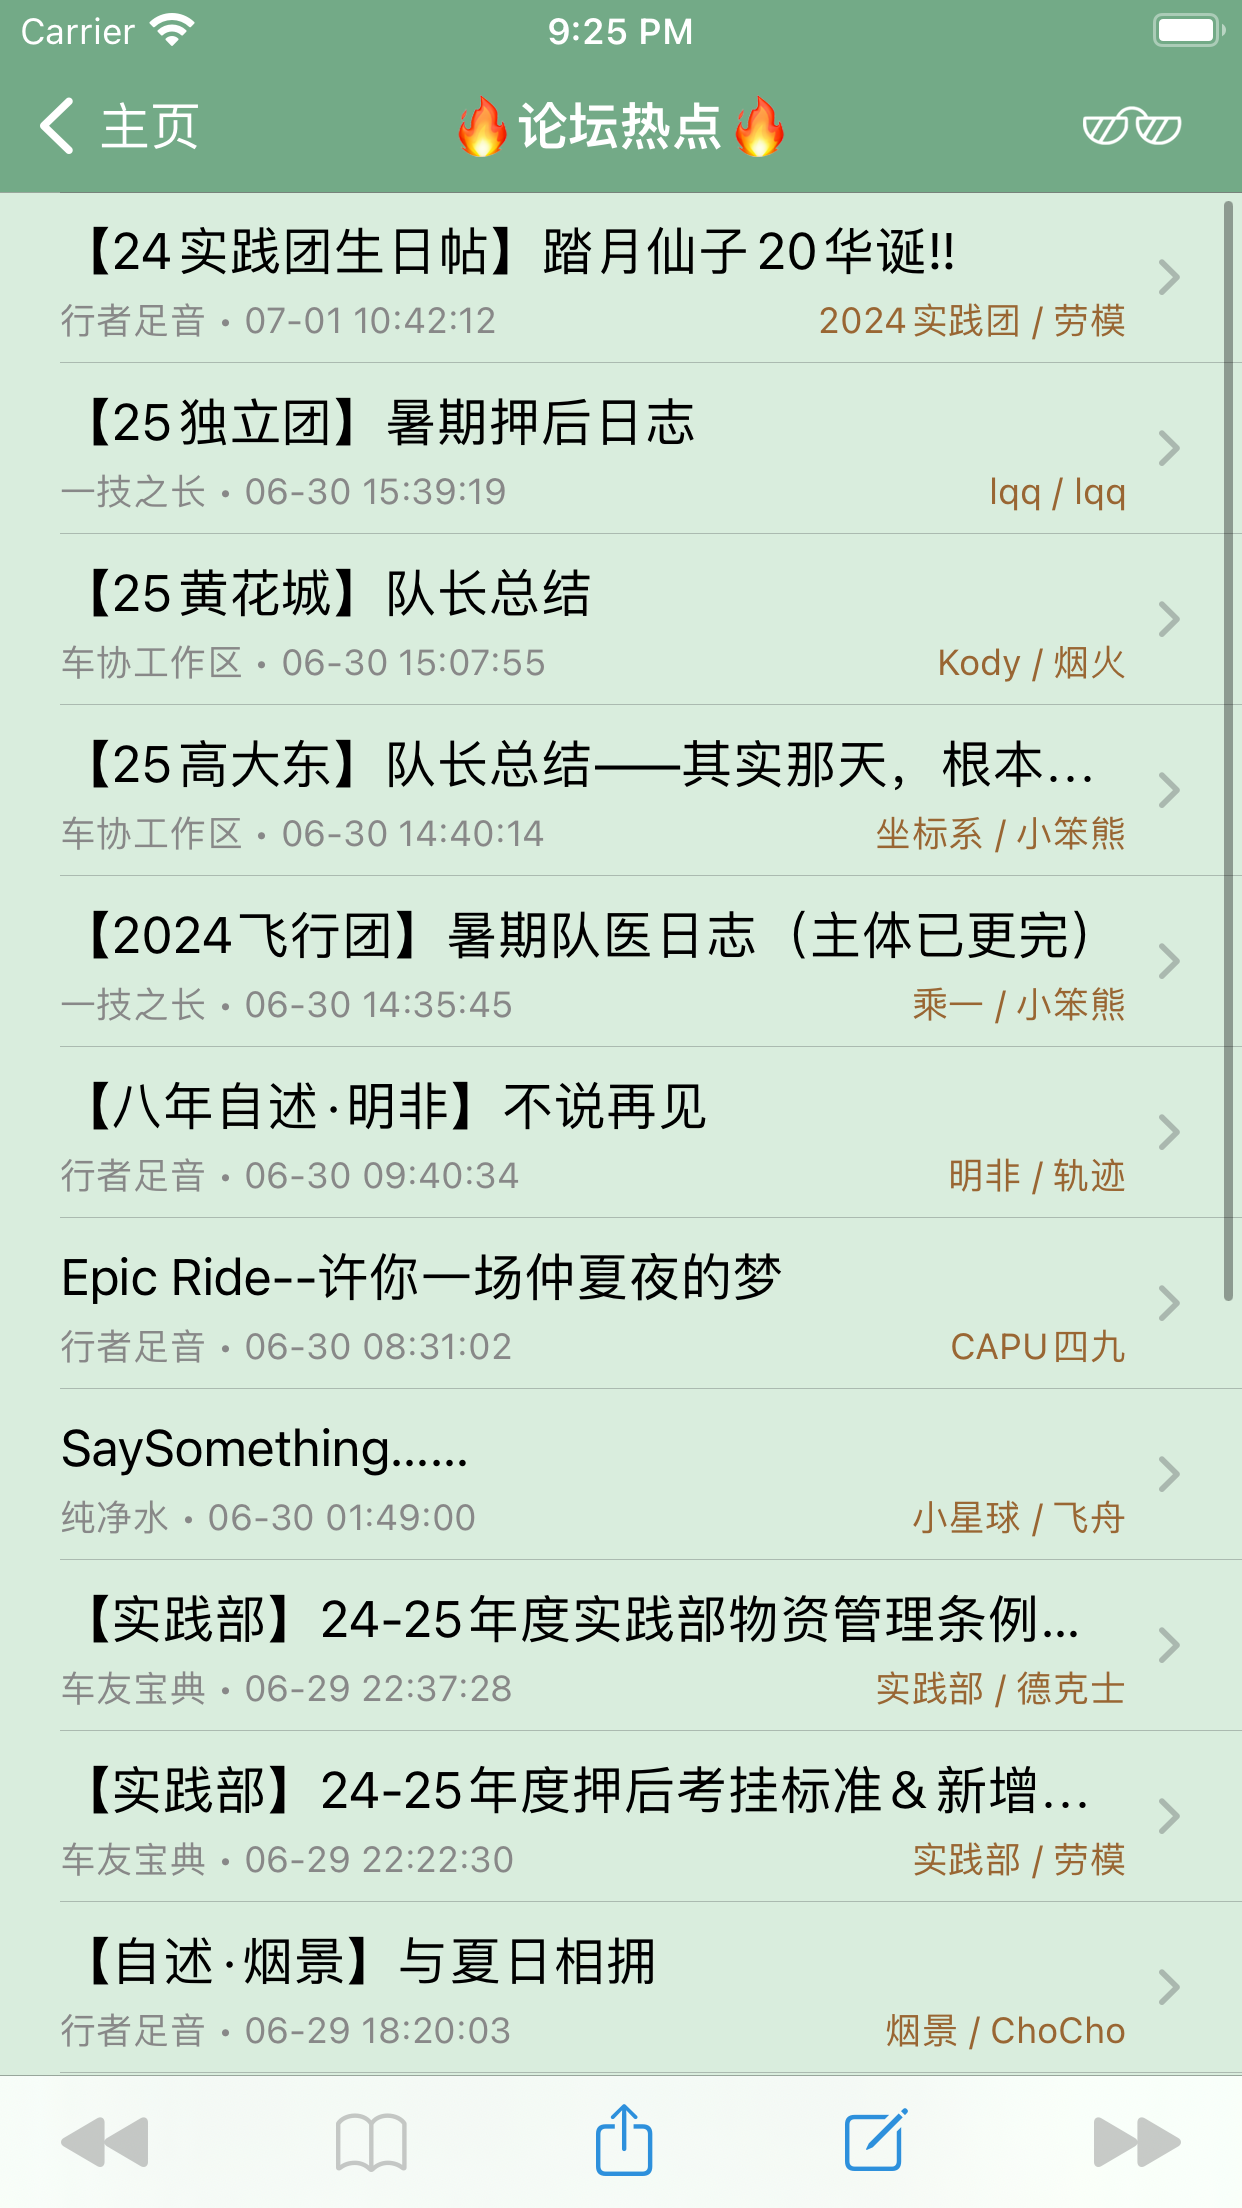 Carrier 9:25 PM
主页 🔥论坛热点🔥
【24实践团生日帖】踏月仙子20华诞!!
行者足音 • 07-01 10:42:12 2024实践团 / 劳模
【25独立团】暑期押后日志
一技之长 • 06-30 15:39:19 lqq / lqq
【25黄花城】队长总结
车协工作区 • 06-30 15:07:55 Kody / 烟火
【25高大东】队长总结——其实那天，根本...
车协工作区 • 06-30 14:40:14 坐标系 / 小笨熊
【2024飞行团】暑期队医日志（主体已更完）
一技之长 • 06-30 14:35:45 乘一 / 小笨熊
【八年自述·明非】不说再见
行者足音 • 06-30 09:40:34 明非 / 轨迹
Epic Ride--许你一场仲夏夜的梦
行者足音 • 06-30 08:31:02 CAPU四九
SaySomething......
纯净水 • 06-30 01:49:00 小星球 / 飞舟
【实践部】24-25年度实践部物资管理条例...
车友宝典 • 06-29 22:37:28 实践部 / 德克士
【实践部】24-25年度押后考挂标准＆新增...
车友宝典 • 06-29 22:22:30 实践部 / 劳模
【自述·烟景】与夏日相拥
行者足音 • 06-29 18:20:03 烟景 / ChoCho